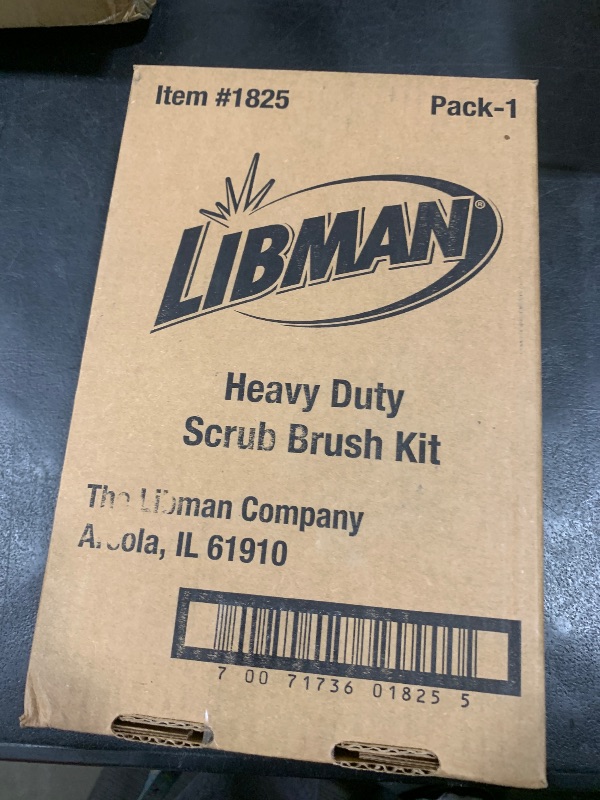 Item #1825
Pack-1
LIBMAN®
Heavy Duty
Scrub Brush Kit
The Libman Company
Arcola, IL 61910
7 00 71736 01825 5